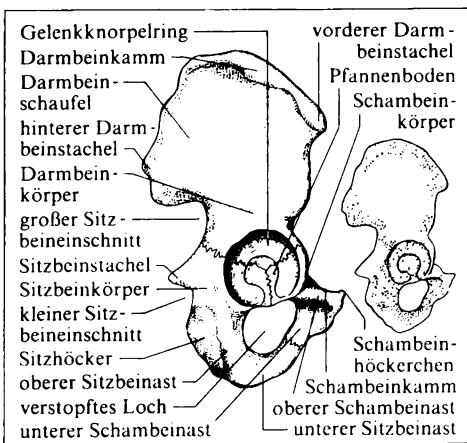 Gelenkknorpelring
Darmbeinkamm
Darmbein-
schaufel
hinterer Darm-
beinstachel
Darmbein-
körper
großer Sitz-
beineinschnitt
Sitzbeinstachel
Sitzbeinkörper
kleiner Sitz-
beineinschnitt
Sitzhöcker
oberer Sitzbeinast
verstopftes Loch
unterer Schambeinast
vorderer Darm-
beinstachel
Pfannenboden
Schambein-
körper
Schambein-
höckerchen
Schambeinkamm
oberer Schambeinast
unterer Sitzbeinast